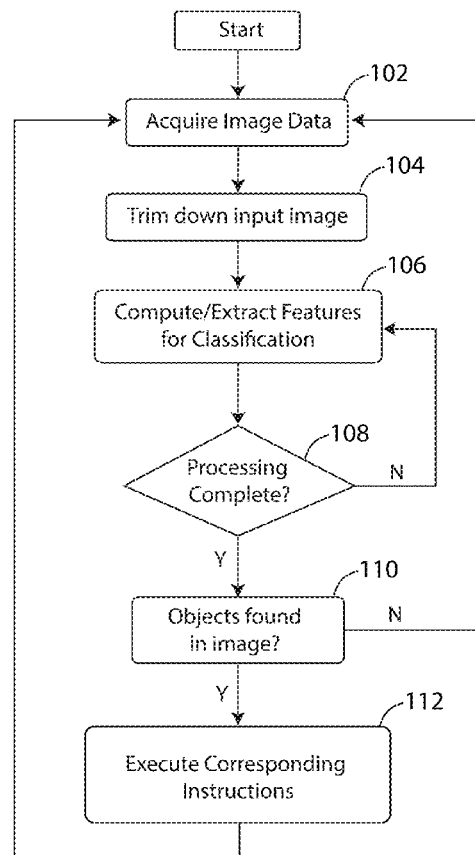 Start
102
Acquire Image Data
104
Trim down input image
106
Compute/Extract Features
for Classification
108
Processing
Complete?
N
Y
110
Objects found
in image?
N
Y
112
Execute Corresponding
Instructions